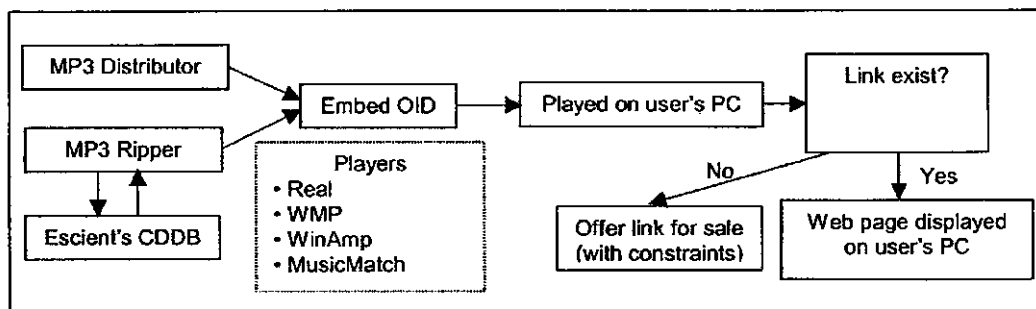 MP3 Distributor
MP3 Ripper
Escient's CDDB
Embed OID
Players
• Real
• WMP
• WinAmp
• MusicMatch
Played on user's PC
Link exist?
No
Yes
Offer link for sale
(with constraints)
Web page displayed
on user's PC